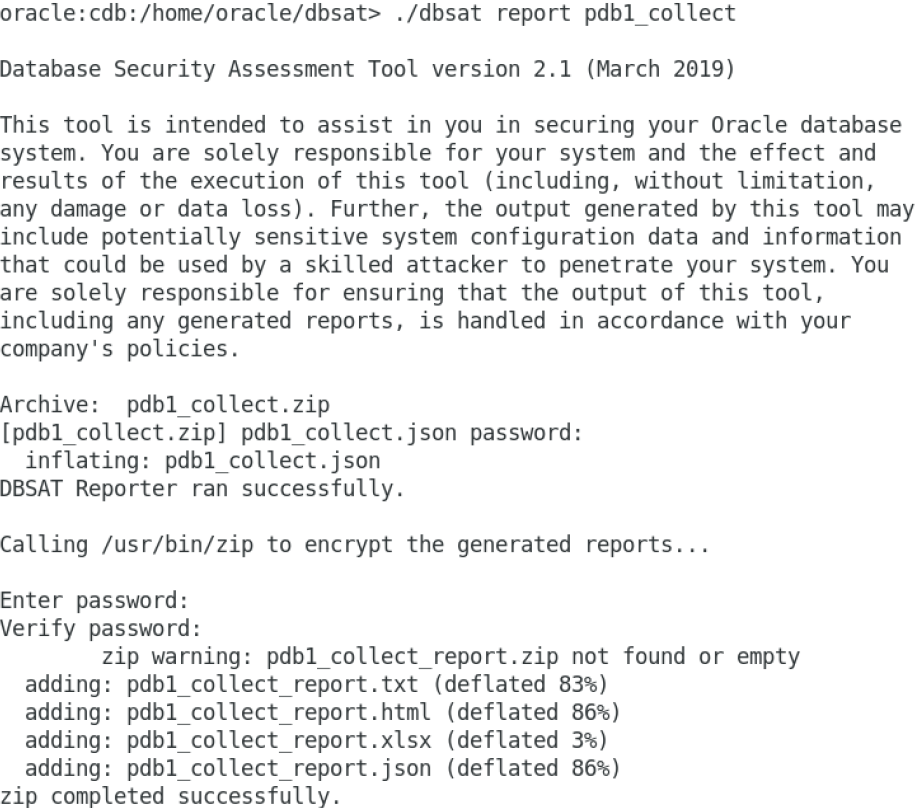 oracle:cdb:/home/oracle/dbsat> ./dbsat report pdb1_collect
Database Security Assessment Tool version 2.1 (March 2019)
This tool is intended to assist in you in securing your Oracle database
system. You are solely responsible for your system and the effect and
results of the execution of this tool (including, without limitation,
any damage or data loss). Further, the output generated by this tool may
include potentially sensitive system configuration data and information
that could be used by a skilled attacker to penetrate your system. You
are solely responsible for ensuring that the output of this tool,
including any generated reports, is handled in accordance with your
company's policies.
Archive:  pdb1_collect.zip
[pdb1_collect.zip] pdb1_collect.json password:
  inflating: pdb1_collect.json
DBSAT Reporter ran successfully.
Calling /usr/bin/zip to encrypt the generated reports...
Enter password:
Verify password:
        zip warning: pdb1_collect_report.zip not found or empty
  adding: pdb1_collect_report.txt (deflated 83%)
  adding: pdb1_collect_report.html (deflated 86%)
  adding: pdb1_collect_report.xlsx (deflated 3%)
  adding: pdb1_collect_report.json (deflated 86%)
zip completed successfully.